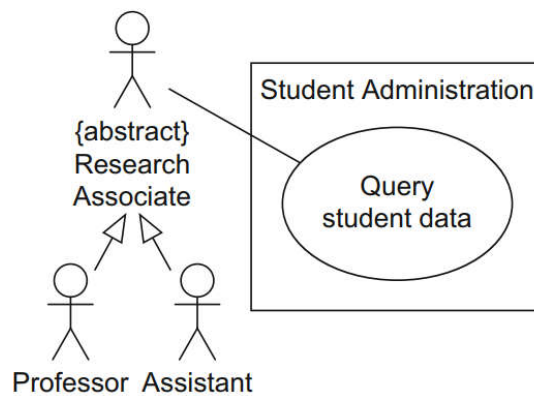 Student Administration
{abstract}
Research
Associate
Query
student data
Professor Assistant